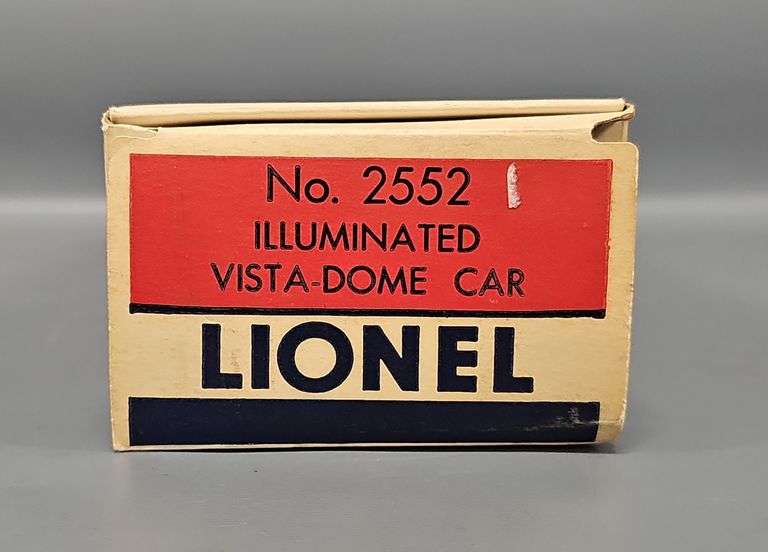 No. 2552
ILLUMINATED
VISTA-DOME CAR
LIONEL